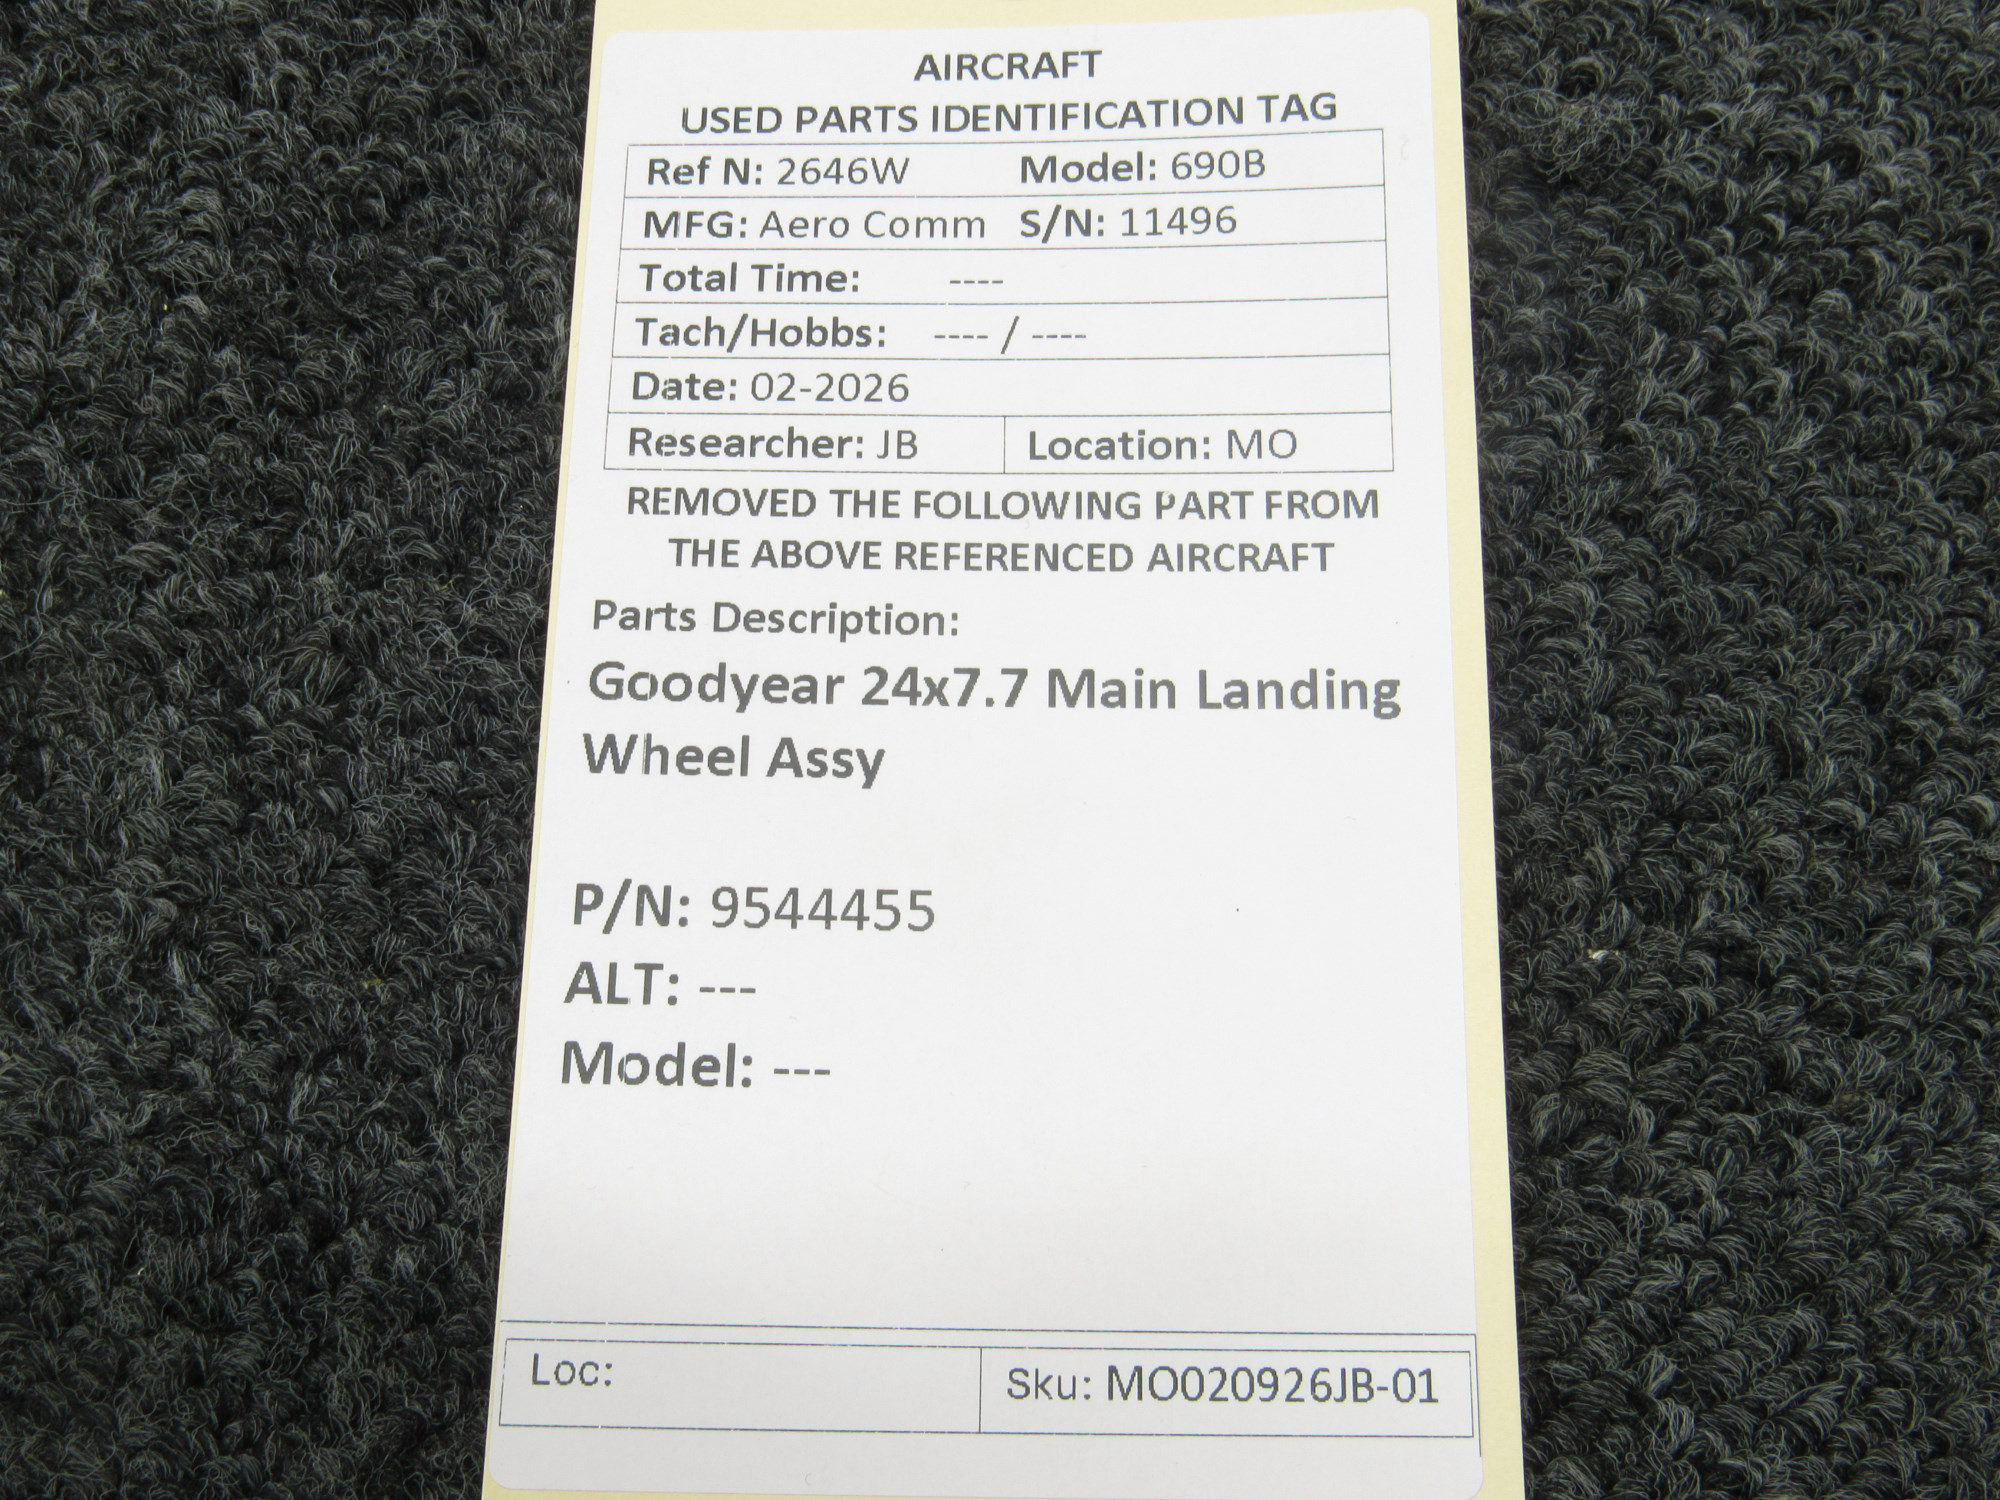 AIRCRAFT
USED PARTS IDENTIFICATION TAG
Ref N: 2646W Model: 690B
MFG: Aero Comm S/N: 11496
Total Time: ----
Tach/Hobbs: ---- / ----
Date: 02-2026
Researcher: JB Location: MO
REMOVED THE FOLLOWING PART FROM
THE ABOVE REFERENCED AIRCRAFT
Parts Description:
Goodyear 24x7.7 Main Landing
Wheel Assy
P/N: 9544455
ALT: ---
Model: ---
Loc: Sku: MO020926JB-01